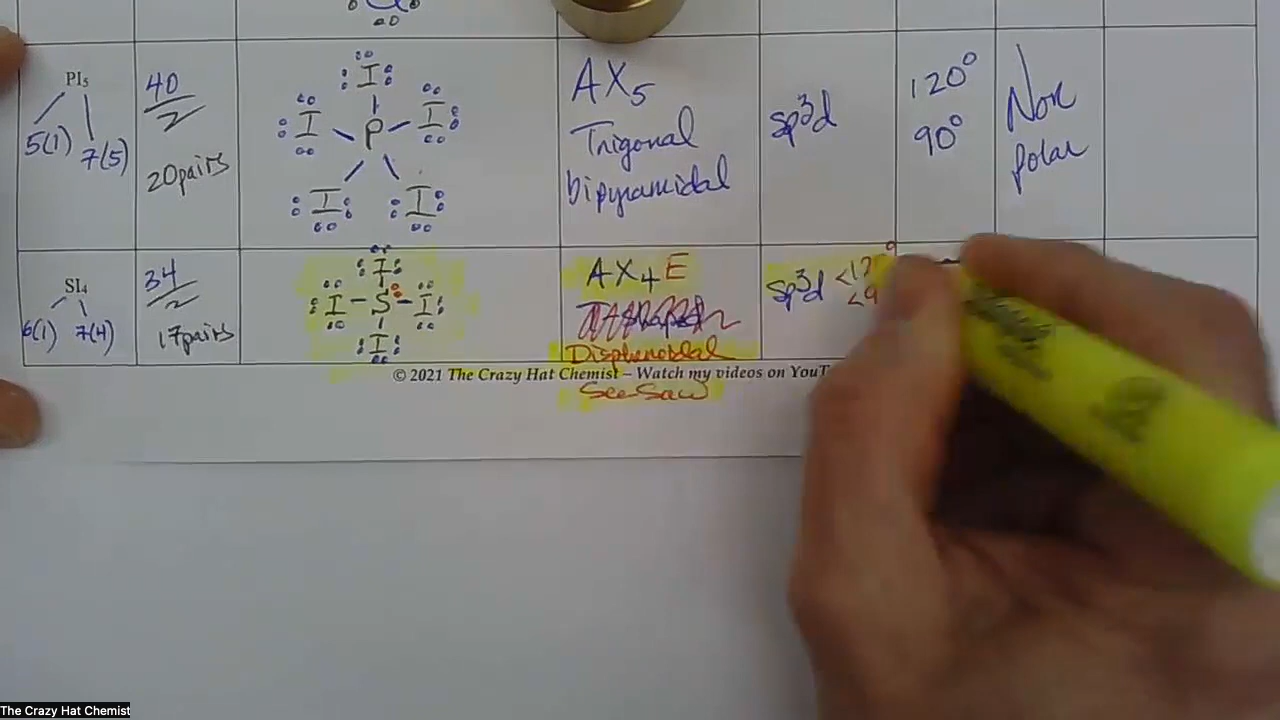 PI₅
5(1) 7(5)
40
2
20pairs
I
I P I
I I
AX₅
Trigonal
bipyramidal
sp³d
120°
90°
Non
polar
SI₄
6(1) 7(4)
34
2
17pairs
I
I-S-I
I
AX₄E
Disphenoidal
See-Saw
sp³d
© 2021 The Crazy Hat Chemist – Watch my videos on
The Crazy Hat Chemist